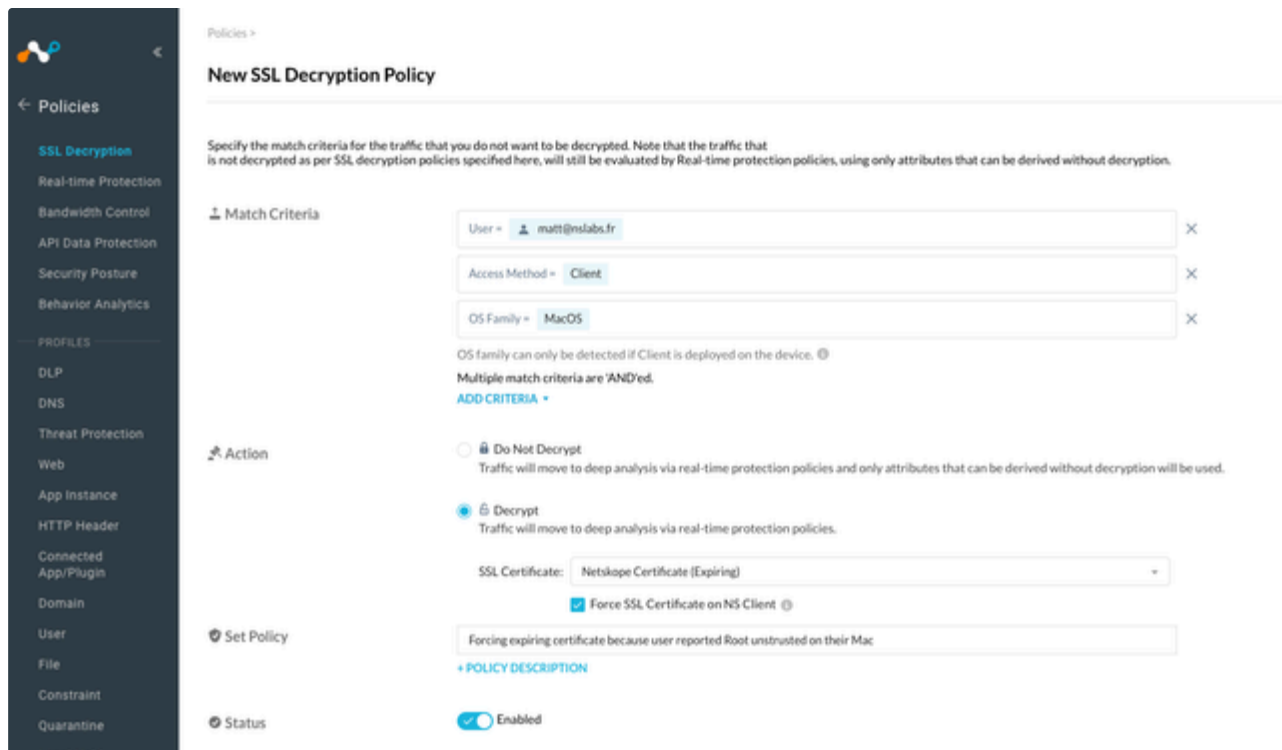 Policies >
New SSL Decryption Policy
Policies
SSL Decryption
Real-time Protection
Bandwidth Control
API Data Protection
Security Posture
Behavior Analytics
PROFILES
DLP
DNS
Threat Protection
Web
App Instance
HTTP Header
Connected
App/Plugin
Domain
User
File
Constraint
Quarantine
Specify the match criteria for the traffic that you do not want to be decrypted. Note that the traffic that
is not decrypted as per SSL decryption policies specified here, will still be evaluated by Real-time protection policies, using only attributes that can be derived without decryption.
Match Criteria
User = matt@nslabs.fr
Access Method = Client
OS Family = MacOS
OS family can only be detected if Client is deployed on the device.
Multiple match criteria are 'AND'ed.
ADD CRITERIA
Action
Do Not Decrypt
Traffic will move to deep analysis via real-time protection policies and only attributes that can be derived without decryption will be used.
Decrypt
Traffic will move to deep analysis via real-time protection policies.
SSL Certificate: Netskope Certificate (Expiring)
Force SSL Certificate on NS Client
Set Policy
Forcing expiring certificate because user reported Root unstrusted on their Mac
+ POLICY DESCRIPTION
Status
Enabled